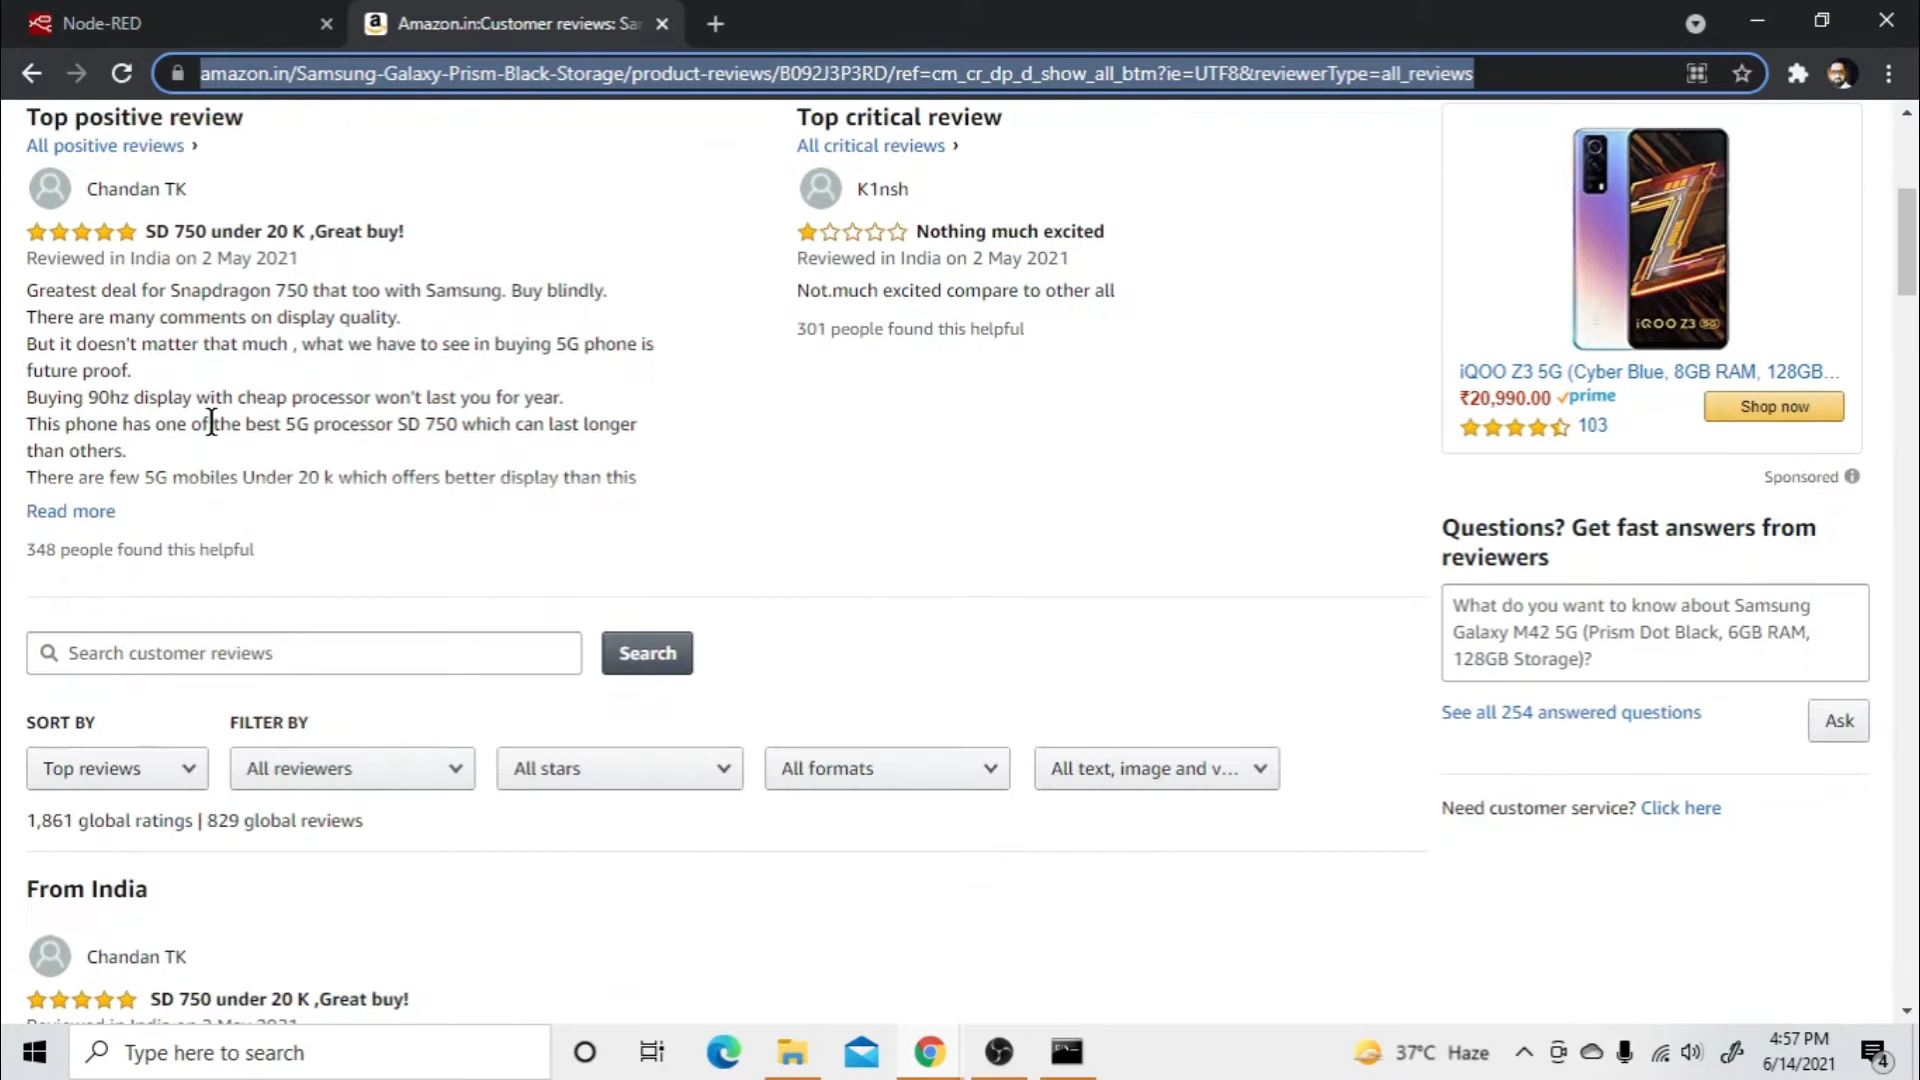 Node-RED
Amazon.in:Customer reviews: Sa
amazon.in/Samsung-Galaxy-Prism-Black-Storage/product-reviews/B092J3P3RD/ref=cm_cr_dp_d_show_all_btm?ie=UTF8&reviewerType=all_reviews
Top positive review
All positive reviews ›
Chandan TK
SD 750 under 20 K ,Great buy!
Reviewed in India on 2 May 2021
Greatest deal for Snapdragon 750 that too with Samsung. Buy blindly.
There are many comments on display quality.
But it doesn't matter that much , what we have to see in buying 5G phone is
future proof.
Buying 90hz display with cheap processor won't last you for year.
This phone has one of the best 5G processor SD 750 which can last longer
than others.
There are few 5G mobiles Under 20 k which offers better display than this
Read more
348 people found this helpful
Top critical review
All critical reviews ›
K1nsh
Nothing much excited
Reviewed in India on 2 May 2021
Not.much excited compare to other all
301 people found this helpful
iQOO Z3 5G
iQOO Z3 5G (Cyber Blue, 8GB RAM, 128GB...
₹20,990.00 prime
Shop now
103
Sponsored
Questions? Get fast answers from
reviewers
What do you want to know about Samsung
Galaxy M42 5G (Prism Dot Black, 6GB RAM,
128GB Storage)?
See all 254 answered questions
Ask
Need customer service? Click here
Search customer reviews
Search
SORT BY
FILTER BY
Top reviews
All reviewers
All stars
All formats
All text, image and v...
1,861 global ratings | 829 global reviews
From India
Chandan TK
SD 750 under 20 K ,Great buy!
Reviewed in India on 2 May 2021
Type here to search
37°C Haze
4:57 PM
6/14/2021
4